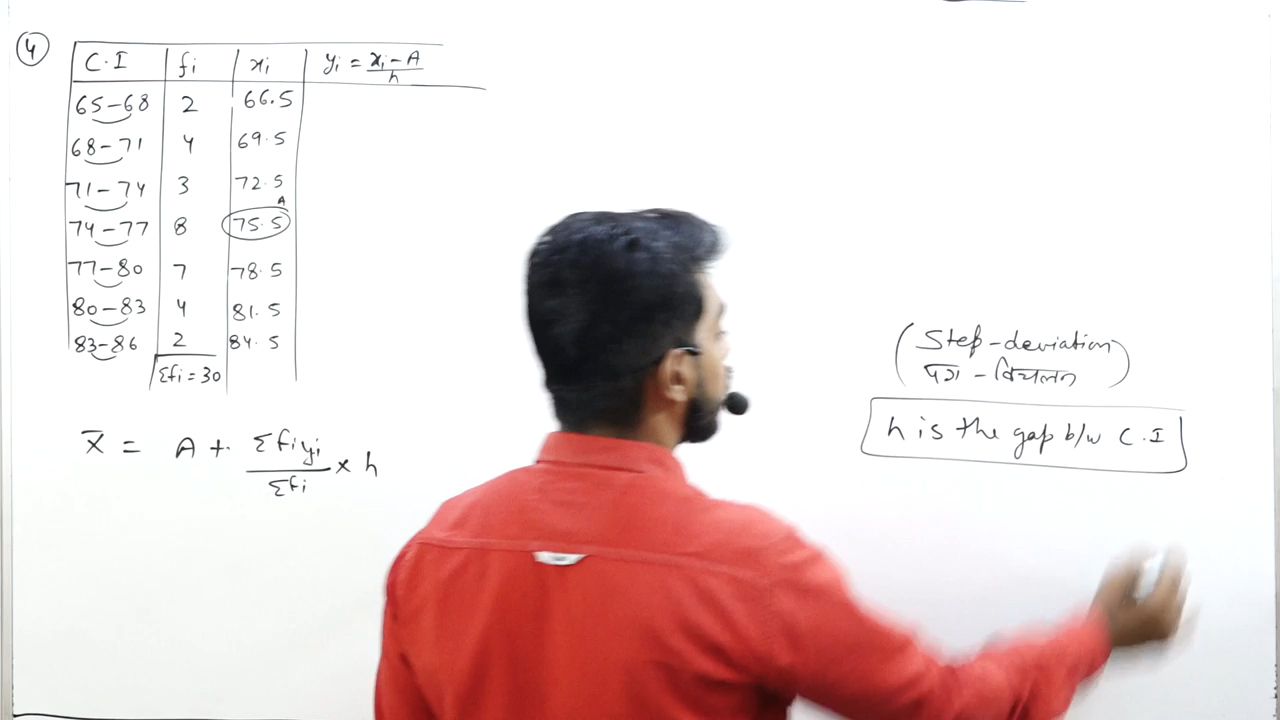 4
C.I fi xi yi = xi - A / h
65-68 2 66.5
68-71 4 69.5
71-74 3 72.5
A
74-77 8 75.5
77-80 7 78.5
80-83 4 81.5
83-86 2 84.5
Σfi = 30
x̄ = A + Σfiyi / Σfi × h
(Step-deviation
पग - विचलन)
h is the gap b/w C.I